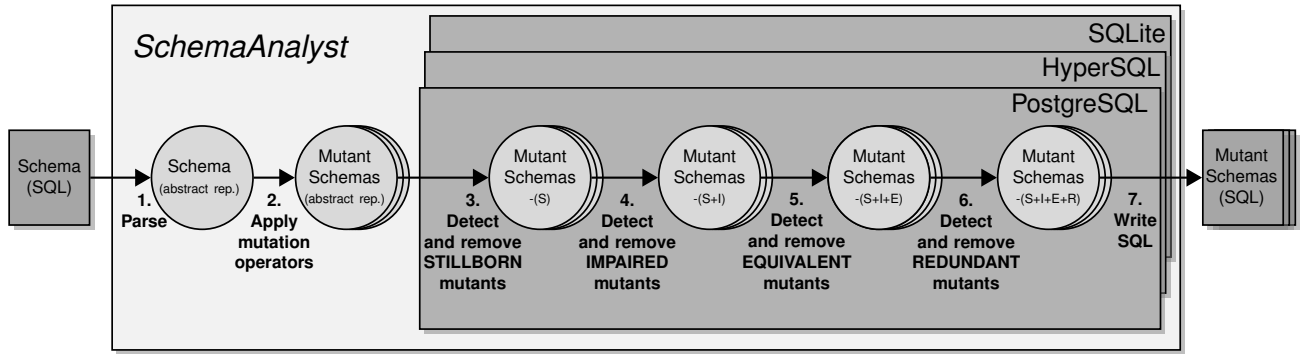 SchemaAnalyst
SQLite
HyperSQL
PostgreSQL
Schema
(SQL)
1.
Parse
Schema
(abstract rep.)
2.
Apply
mutation
operators
Mutant
Schemas
(abstract rep.)
3.
Detect
and remove
STILLBORN
mutants
Mutant
Schemas
-(S)
4.
Detect
and remove
IMPAIRED
mutants
Mutant
Schemas
-(S+I)
5.
Detect
and remove
EQUIVALENT
mutants
Mutant
Schemas
-(S+I+E)
6.
Detect
and remove
REDUNDANT
mutants
Mutant
Schemas
-(S+I+E+R)
7.
Write
SQL
Mutant
Schemas
(SQL)